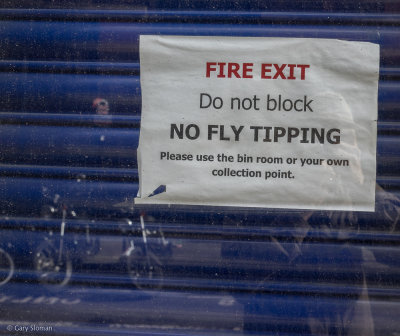 FIRE EXIT
Do not block
NO FLY TIPPING
Please use the bin room or your own
collection point.
© Gary Sloman